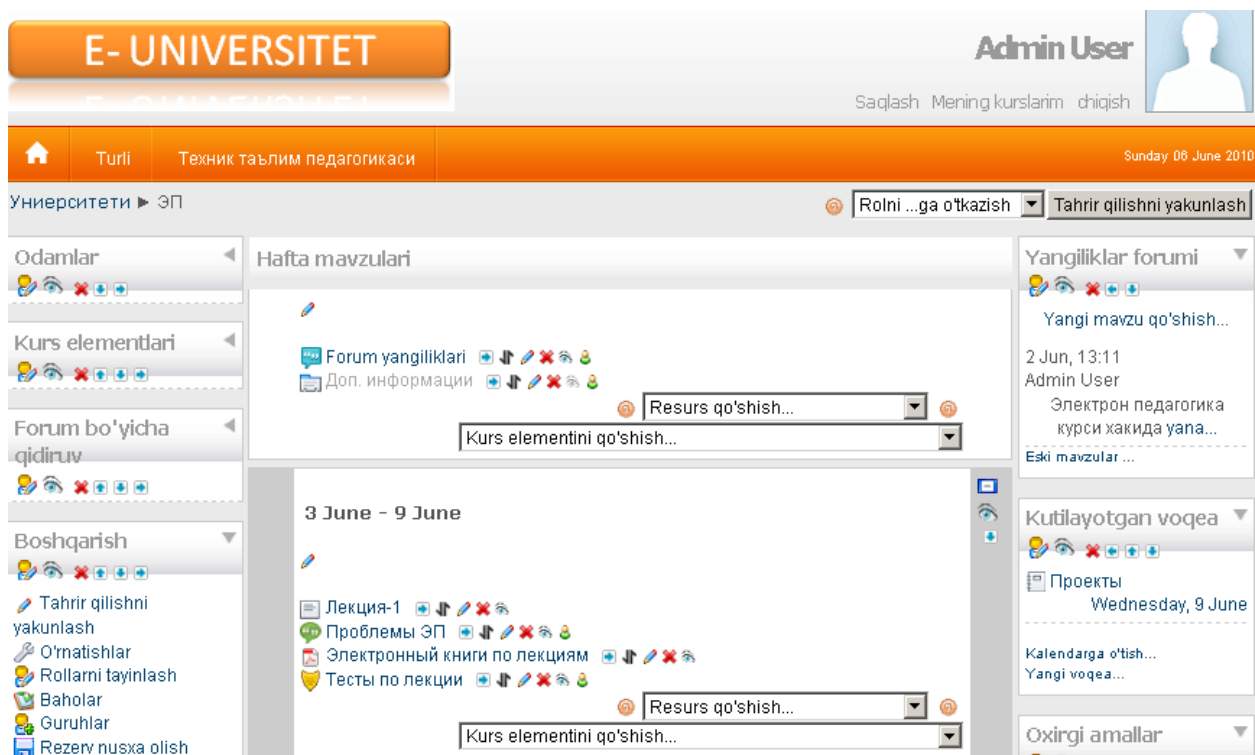 E- UNIVERSITET
Admin User
Saqlash Mening kurslarim chiqish
Turli Техник таълим педагогикаси Sunday 06 June 2010
Униерситети ► ЭП
Rolni ...ga o'tkazish Tahrir qilishni yakunlash
Odamlar
Kurs elementlari
Forum bo'yicha
qidiruv
Boshqarish
Tahrir qilishni
yakunlash
O'rnatishlar
Rollarni tayinlash
Baholar
Guruhlar
Rezerv nusxa olish
Hafta mavzulari
Forum yangiliklari
Доп. информации
Resurs qo'shish...
Kurs elementini qo'shish...
3 June - 9 June
Лекция-1
Проблемы ЭП
Электронный книги по лекциям
Тесты по лекции
Resurs qo'shish...
Kurs elementini qo'shish...
Yangiliklar forumi
Yangi mavzu qo'shish...
2 Jun, 13:11
Admin User
Электрон педагогика
курси хакида yana...
Eski mavzular ...
Kutilayotgan voqea
Проекты
Wednesday, 9 June
Kalendarga o'tish...
Yangi voqea...
Oxirgi amallar